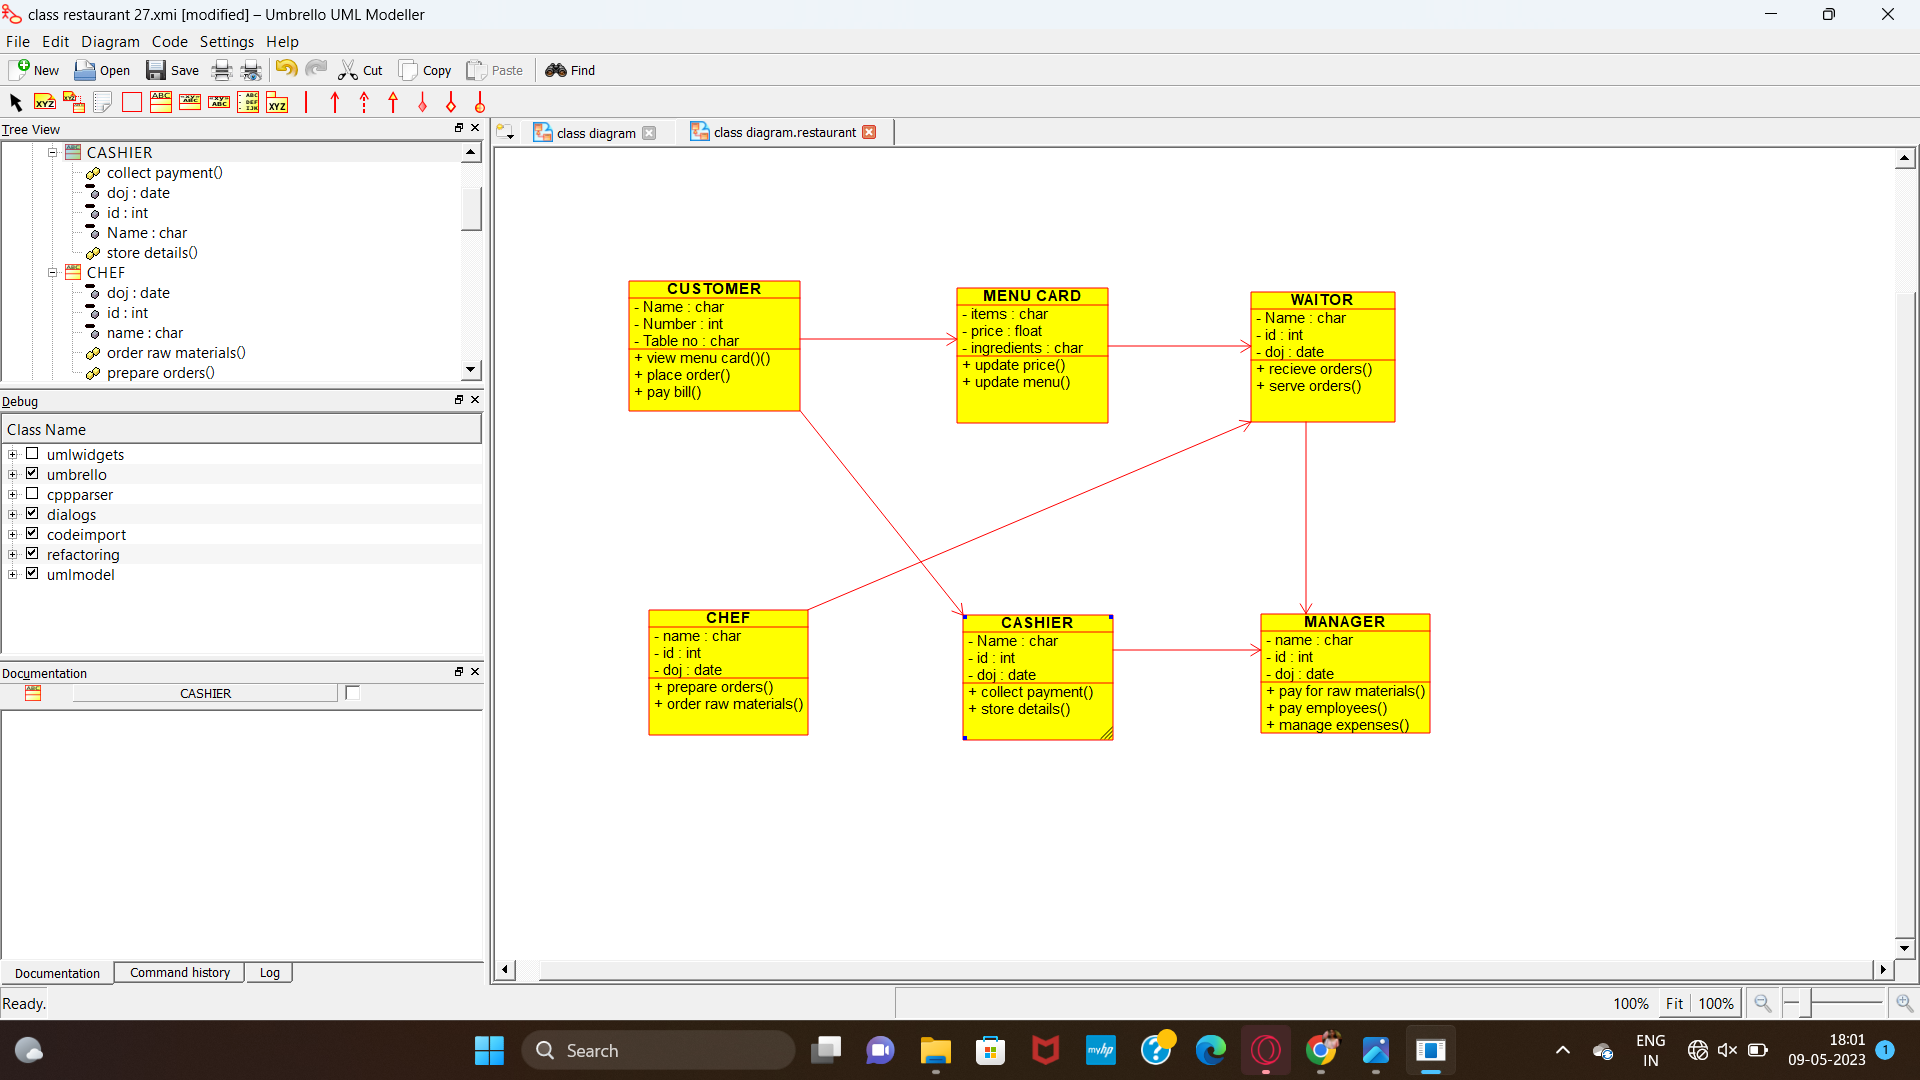 class restaurant 27.xmi [modified] – Umbrello UML Modeller
File Edit Diagram Code Settings Help
New Open Save Cut Copy Paste Find
Tree View
CASHIER
collect payment()
doj : date
id : int
Name : char
store details()
CHEF
doj : date
id : int
name : char
order raw materials()
prepare orders()
Debug
Class Name
umlwidgets
umbrello
cppparser
dialogs
codeimport
refactoring
umlmodel
Documentation
CASHIER
Documentation Command history Log
Ready.
class diagram class diagram.restaurant
CUSTOMER
- Name : char
- Number : int
- Table no : char
+ view menu card()()
+ place order()
+ pay bill()
MENU CARD
- items : char
- price : float
- ingredients : char
+ update price()
+ update menu()
WAITOR
- Name : char
- id : int
- doj : date
+ recieve orders()
+ serve orders()
CHEF
- name : char
- id : int
- doj : date
+ prepare orders()
+ order raw materials()
CASHIER
- Name : char
- id : int
- doj : date
+ collect payment()
+ store details()
MANAGER
- name : char
- id : int
- doj : date
+ pay for raw materials()
+ pay employees()
+ manage expenses()
100% Fit 100%
Search
myhp
ENG
IN
18:01
09-05-2023
1